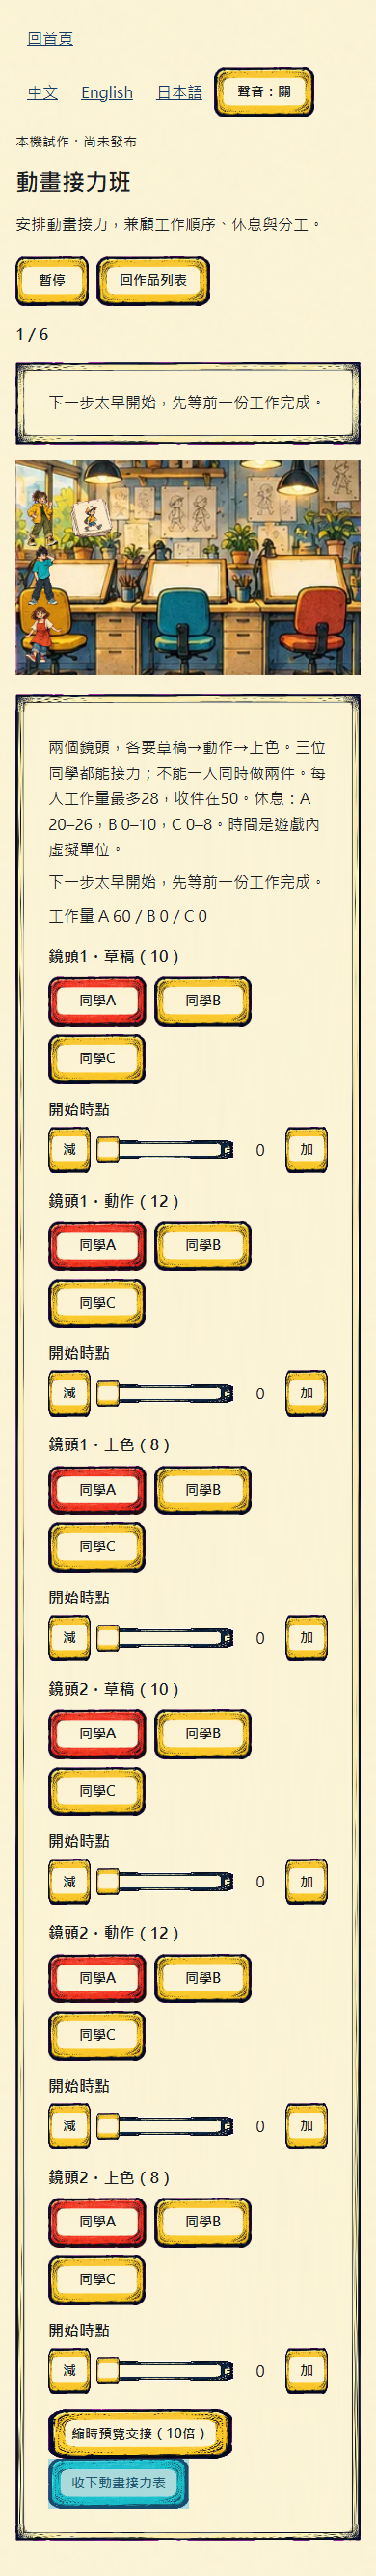 回首頁
中文 English 日本語 聲音：關
本機試作・尚未發布
動畫接力班
安排動畫接力，兼顧工作順序、休息與分工。
暫停 回作品列表
1 / 6
下一步太早開始，先等前一份工作完成。
兩個鏡頭，各要草稿→動作→上色。三位
同學都能接力；不能一人同時做兩件。每
人工作量最多28，收件在50。休息：A
20–26，B 0–10，C 0–8。時間是遊戲內
虛擬單位。
下一步太早開始，先等前一份工作完成。
工作量 A 60 / B 0 / C 0
鏡頭1・草稿（10）
同學A 同學B
同學C
開始時點
減 0 加
鏡頭1・動作（12）
同學A 同學B
同學C
開始時點
減 0 加
鏡頭1・上色（8）
同學A 同學B
同學C
開始時點
減 0 加
鏡頭2・草稿（10）
同學A 同學B
同學C
開始時點
減 0 加
鏡頭2・動作（12）
同學A 同學B
同學C
開始時點
減 0 加
鏡頭2・上色（8）
同學A 同學B
同學C
開始時點
減 0 加
縮時預覽交接（10倍）
收下動畫接力表